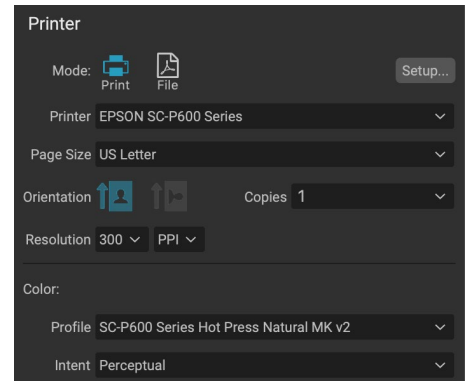 Printer
Mode: Print File Setup...
Printer EPSON SC-P600 Series
Page Size US Letter
Orientation Copies 1
Resolution 300 PPI
Color:
Profile SC-P600 Series Hot Press Natural MK v2
Intent Perceptual